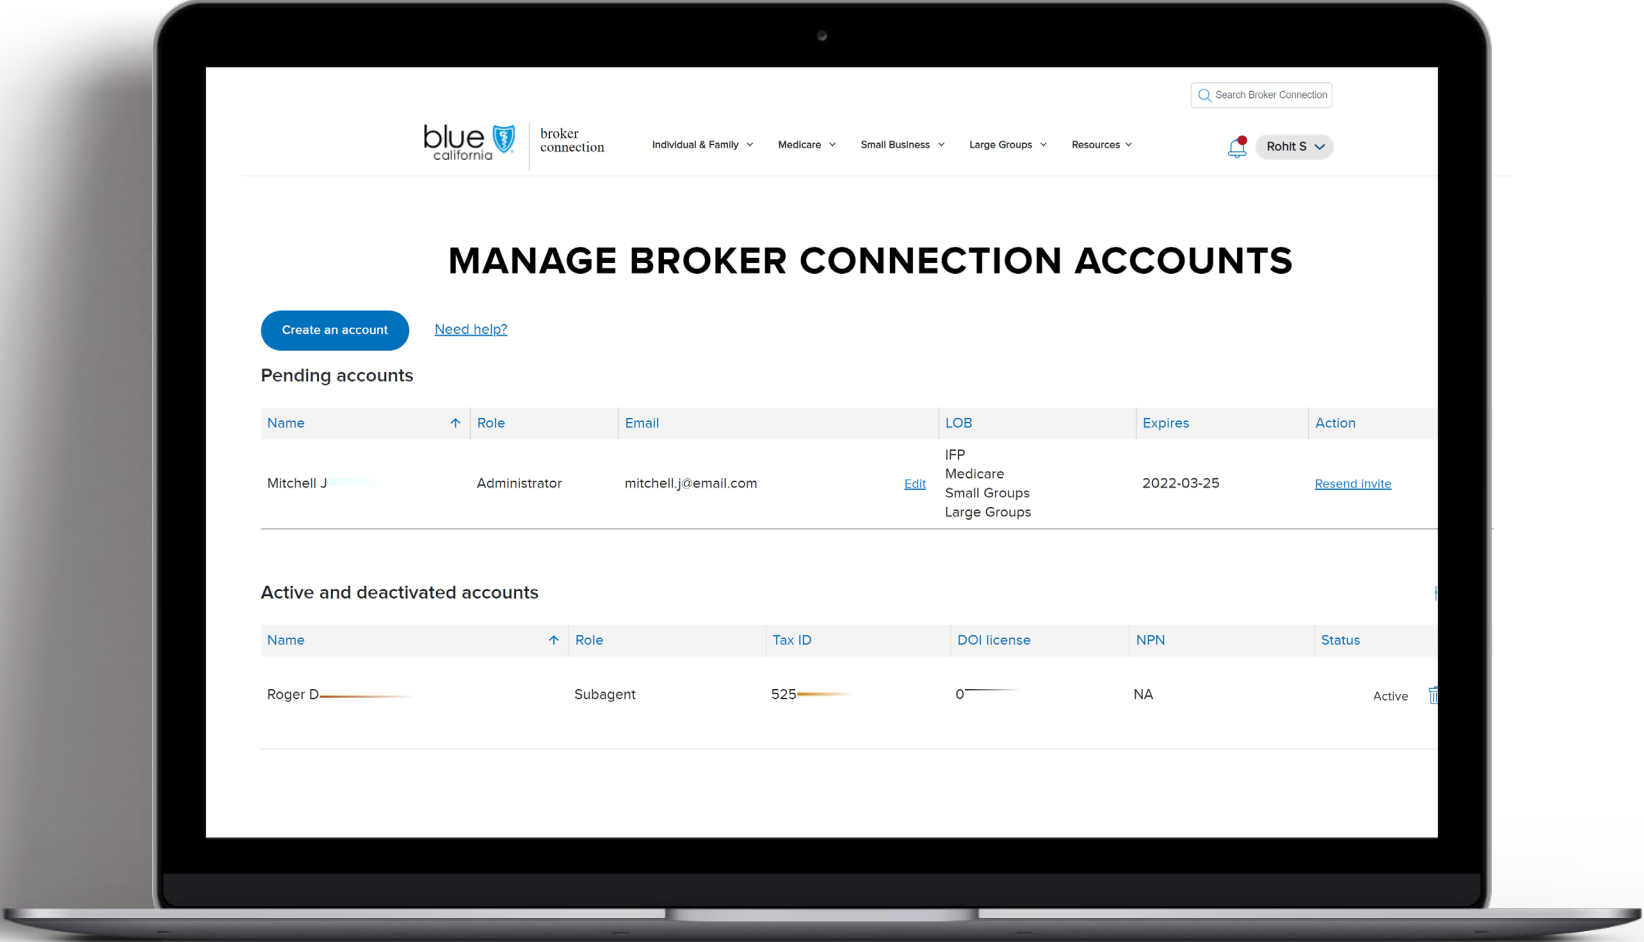 Search Broker Connection
blue
california
broker
connection
Individual & Family
Medicare
Small Business
Large Groups
Resources
Rohit S
MANAGE BROKER CONNECTION ACCOUNTS
Create an account
Need help?
Pending accounts
Name Role Email LOB Expires Action
Mitchell J Administrator mitchell.j@email.com Edit
IFP
Medicare
Small Groups
Large Groups
2022-03-25
Resend invite
Active and deactivated accounts
Name Role Tax ID DOI license NPN Status
Roger D Subagent 525 0 NA Active